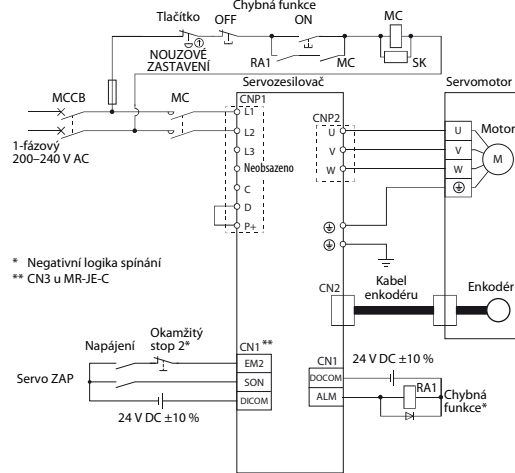 Chybná funkce
Tlačítko OFF ON MC
NOUZOVÉ
ZASTAVENÍ
RA1 MC SK
Servozesilovač Servomotor
MCCB MC CNP1
CNP2
L1 U U Motor
L2 V V
L3 W W M
1-fázový
200–240 V AC
Neobsazeno
C
D
P+
* Negativní logika spínání
** CN3 u MR-JE-C
CN2 Kabel
enkodéru
Enkodér
Napájení Okamžitý
stop 2*
CN1 **
EM2
Servo ZAP SON
DICOM
24 V DC ±10 %
CN1 24 V DC ±10 %
DOCOM
ALM RA1 Chybná
funkce*